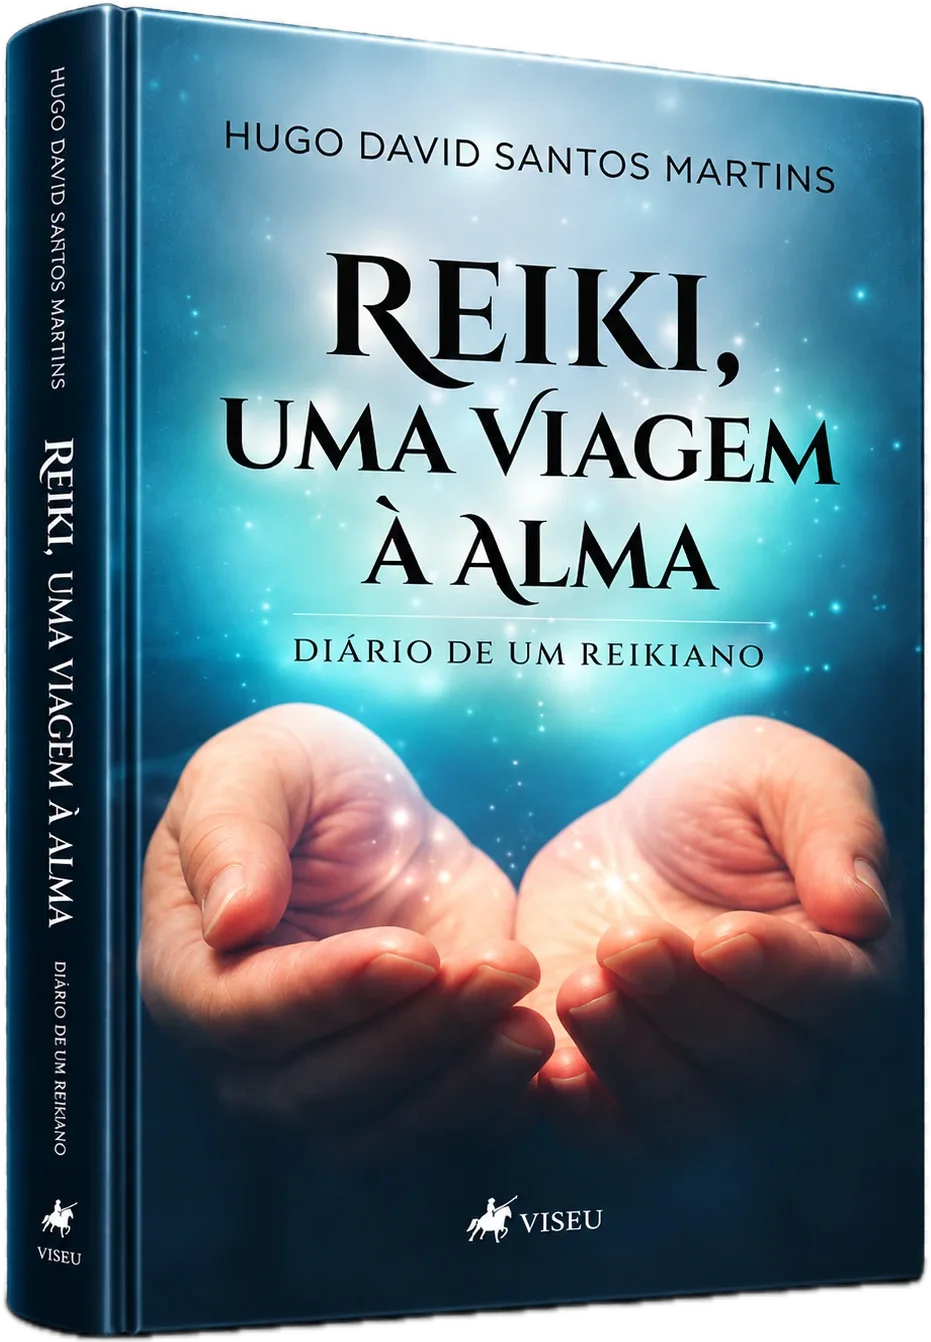 HUGO DAVID SANTOS MARTINS
REIKI,
UMA VIAGEM
À ALMA
DIÁRIO DE UM REIKIANO
VISEU
HUGO DAVID SANTOS MARTINS
REIKI, UMA VIAGEM À ALMA
DIÁRIO DE UM REIKIANO
VISEU